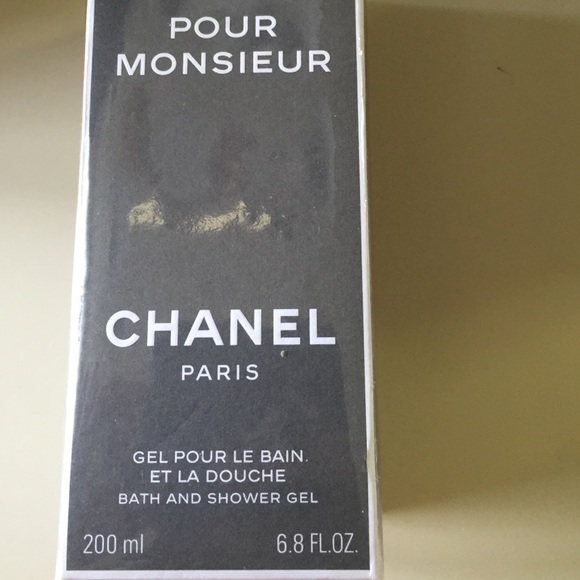 POUR
MONSIEUR
CHANEL
PARIS
GEL POUR LE BAIN.
ET LA DOUCHE
BATH AND SHOWER GEL
200 ml 6.8 FL.OZ.